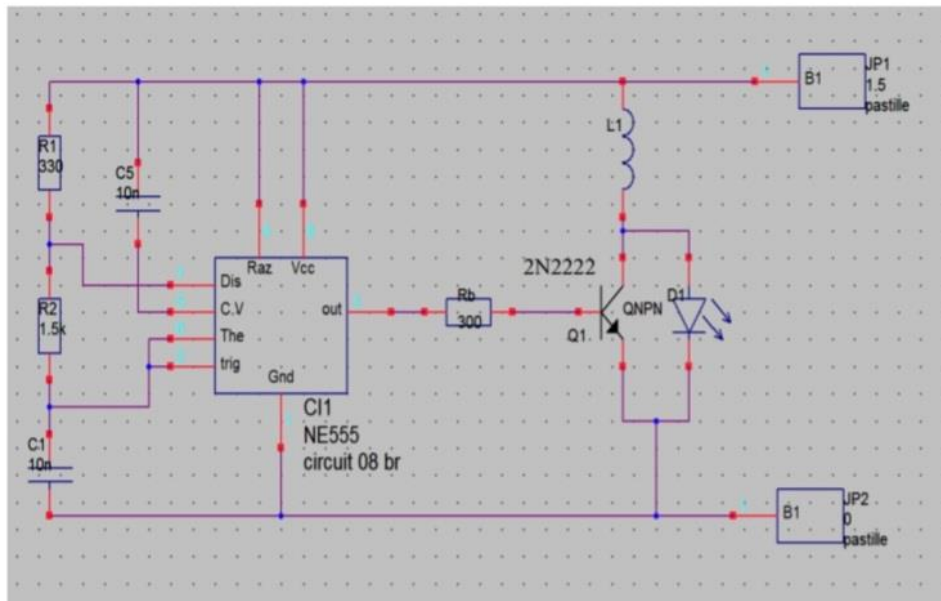 JP1
B1
1.5
pastille
L1
R1
330
C5
10n
2N2222
Raz
Vcc
Dis
C.V
The
trig
out
Gnd
Rb
300
D1
QNPN
Q1
R2
1.5k
CI1
NE555
circuit 08 br
C1
10n
JP2
B1
0
pastille